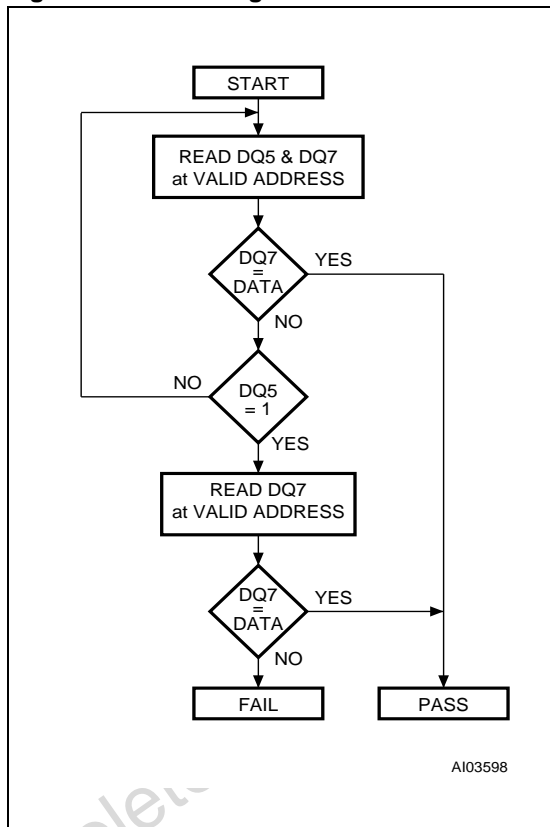 START
READ DQ5 & DQ7
at VALID ADDRESS
DQ7
=
DATA
YES
NO
NO
DQ5
= 1
YES
READ DQ7
at VALID ADDRESS
DQ7
=
DATA
YES
NO
FAIL
PASS
AI03598